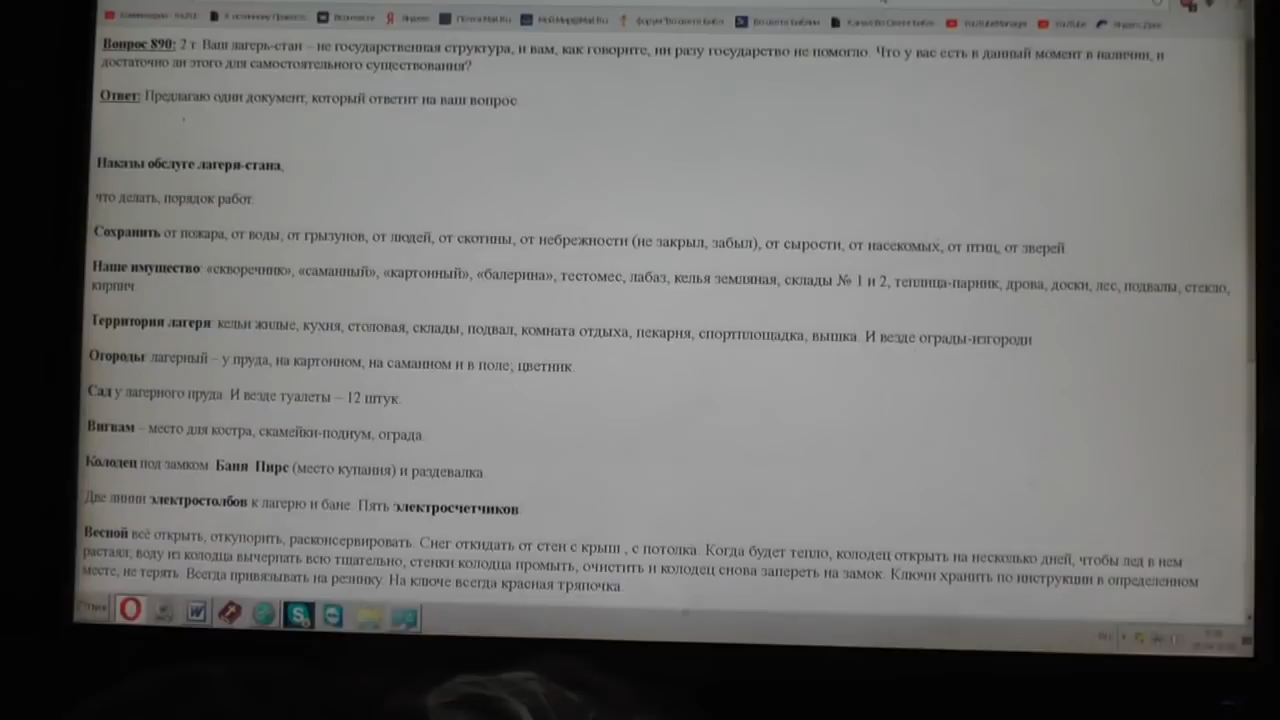 Вконтакте Яндекс Почта Mail.Ru Мой Мир@Mail.Ru YouTube
Вопрос 890: 2 т. Ваш лагерь-стан – не государственная структура, и вам, как говорите, ни разу государство не помогло. Что у вас есть в данный момент в наличии, и
достаточно ли этого для самостоятельного существования?
Ответ: Предлагаю один документ, который ответит на ваш вопрос.
Наказы обслуге лагеря-стана,
что делать, порядок работ.
Сохранить от пожара, от воды, от грызунов, от людей, от скотины, от небрежности (не закрыл, забыл), от сырости, от насекомых, от птиц, от зверей.
Наше имущество: «скворечник», «саманный», «картонный», «балерина», тестомес, лабаз, келья земляная, склады № 1 и 2, теплица-парник, дрова, доски, лес, подвалы, стекло,
кирпич.
Территория лагеря: кельи жилые, кухня, столовая, склады, подвал, комната отдыха, пекарня, спортплощадка, вышка. И везде ограды-изгороди.
Огороды: лагерный – у пруда, на картонном, на саманном и в поле; цветник.
Сад у лагерного пруда. И везде туалеты – 12 штук.
Вигвам – место для костра, скамейки-подиум, ограда.
Колодец под замком. Баня. Пирс (место купания) и раздевалка.
Две линии электростолбов к лагерю и бане. Пять электросчетчиков.
Весной всё открыть, откупорить, расконсервировать. Снег откидать от стен с крыш , с потолка. Когда будет тепло, колодец открыть на несколько дней, чтобы лед в нем
растаял, воду из колодца вычерпать всю тщательно, стенки колодца промыть, очистить и колодец снова запереть на замок. Ключи хранить по инструкции в определенном
месте, не терять. Всегда привязывать на резинку. На ключе всегда красная тряпочка.